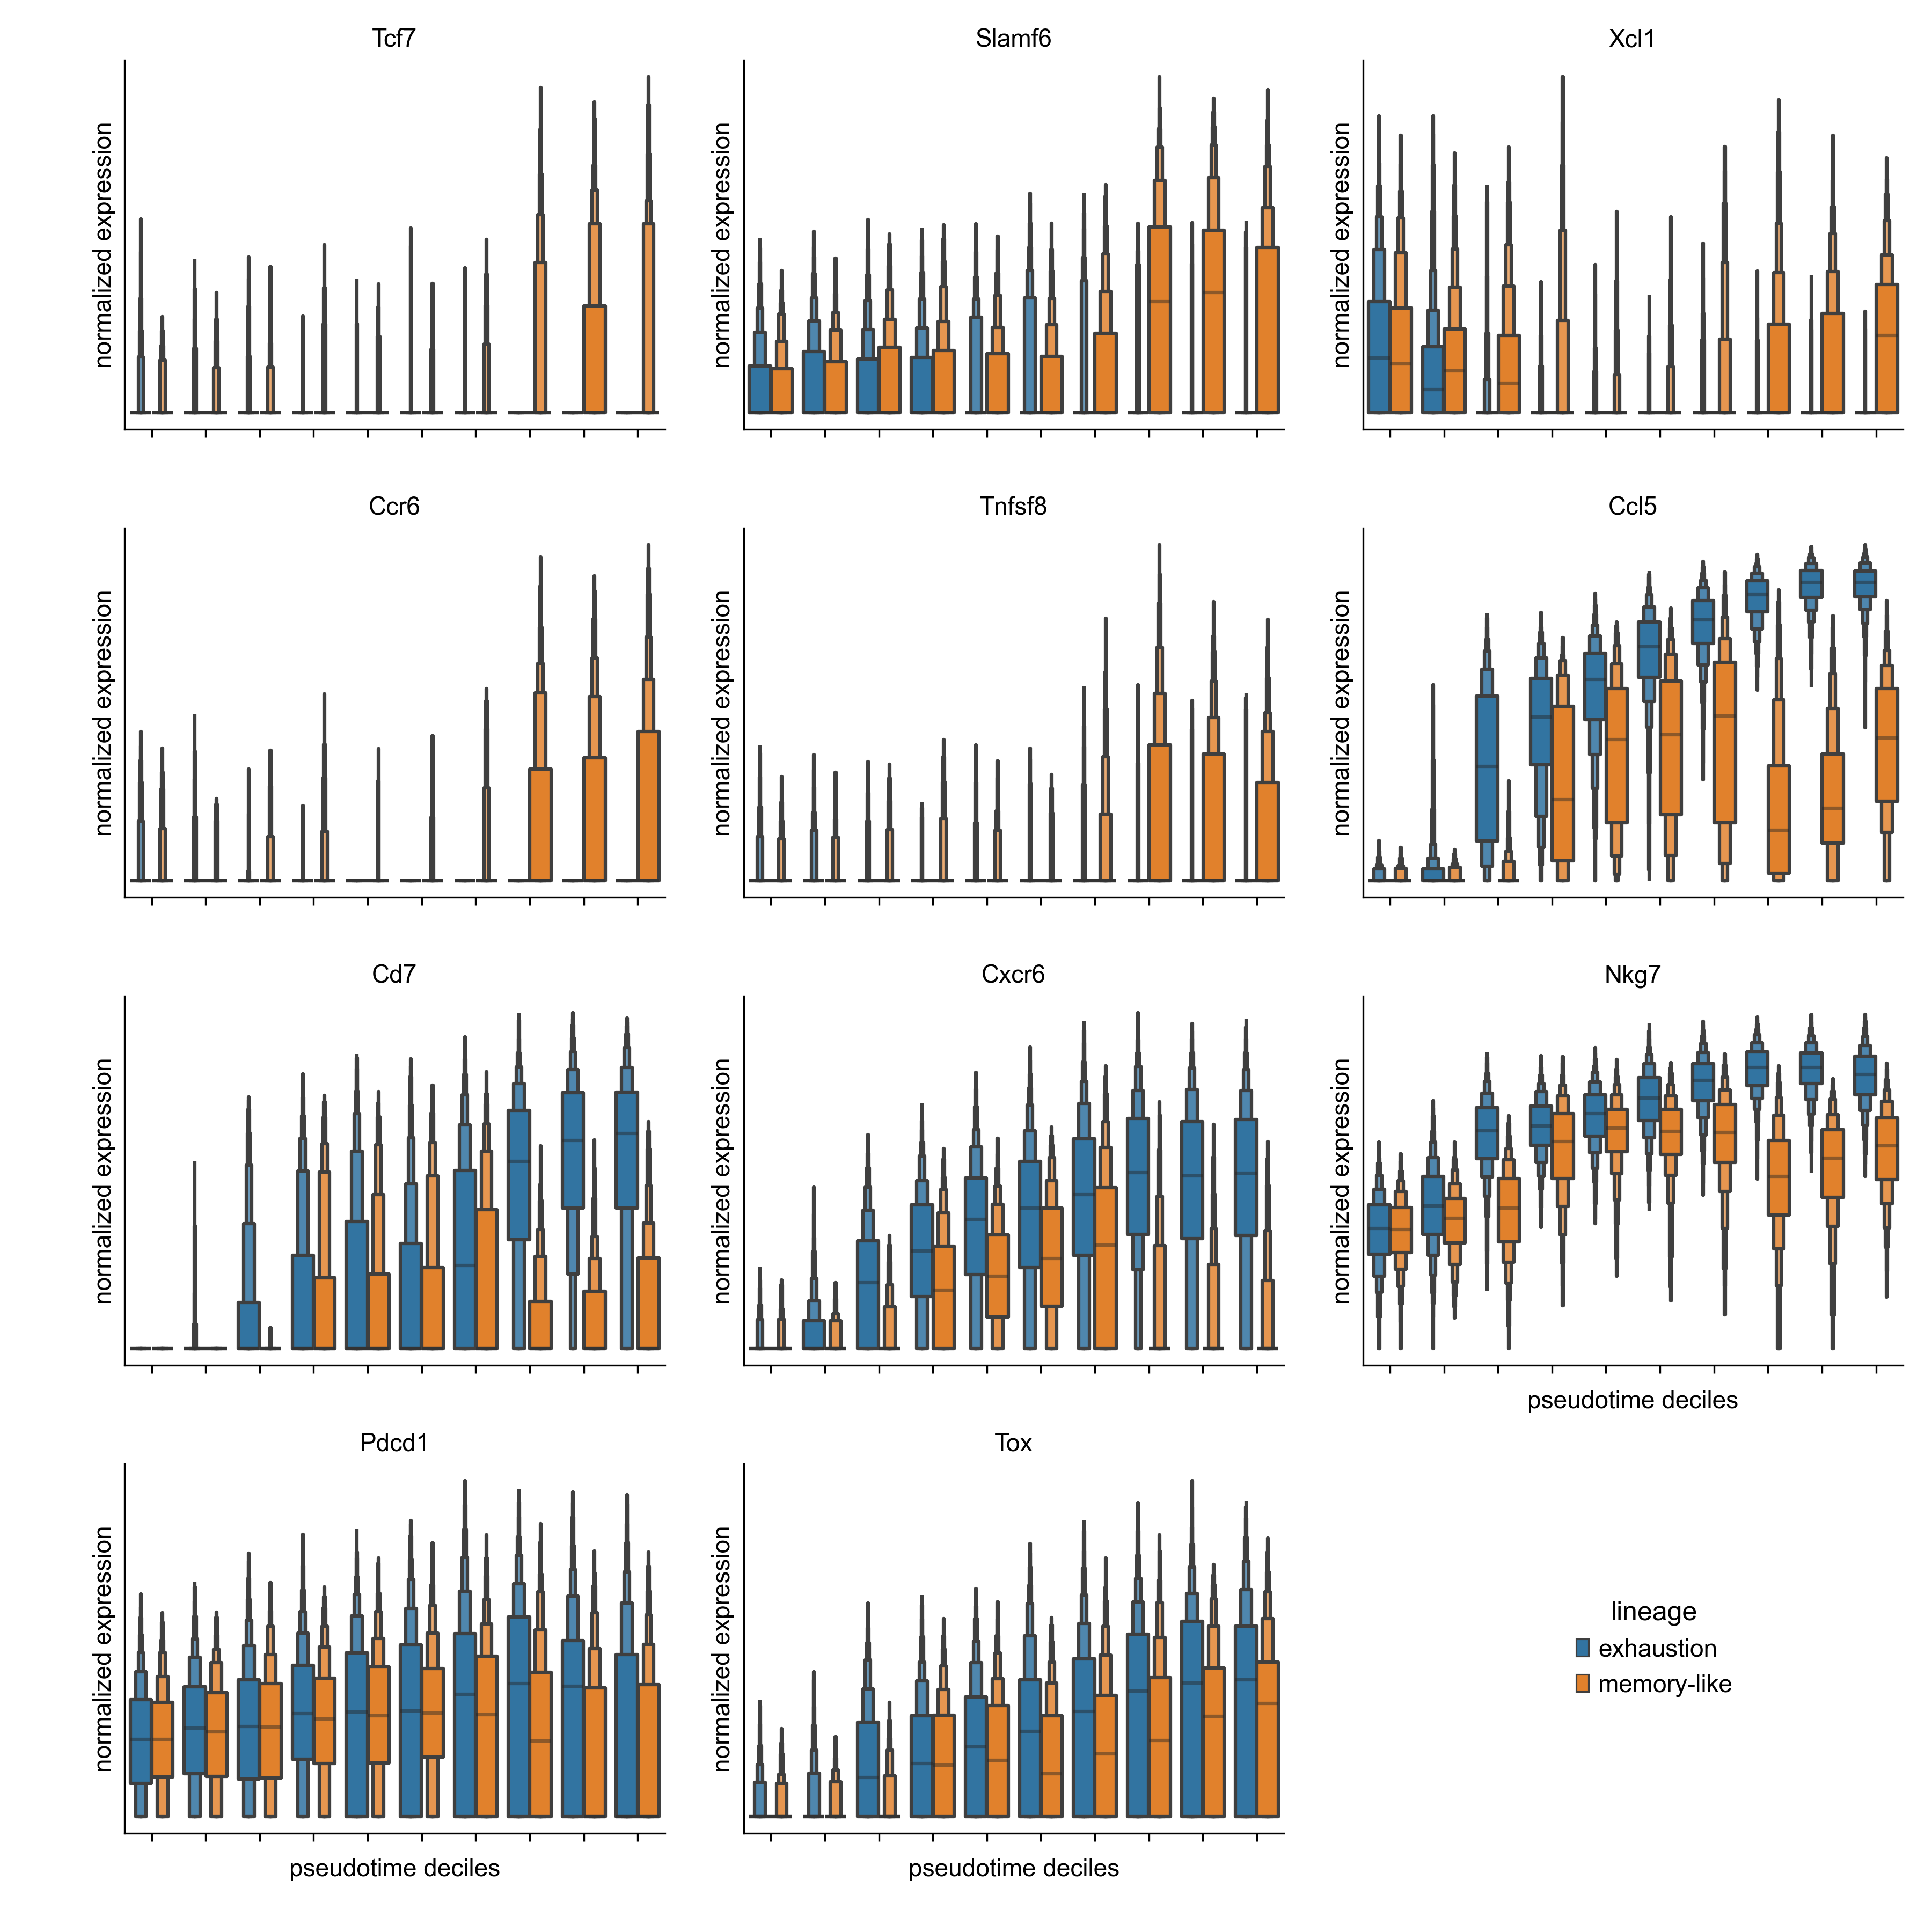 Tcf7
Slamf6
Xcl1
normalized expression
normalized expression
normalized expression
Ccr6
Tnfsf8
Ccl5
normalized expression
normalized expression
normalized expression
Cd7
Cxcr6
Nkg7
normalized expression
normalized expression
normalized expression
pseudotime deciles
Pdcd1
Tox
normalized expression
normalized expression
lineage
exhaustion
memory-like
pseudotime deciles
pseudotime deciles